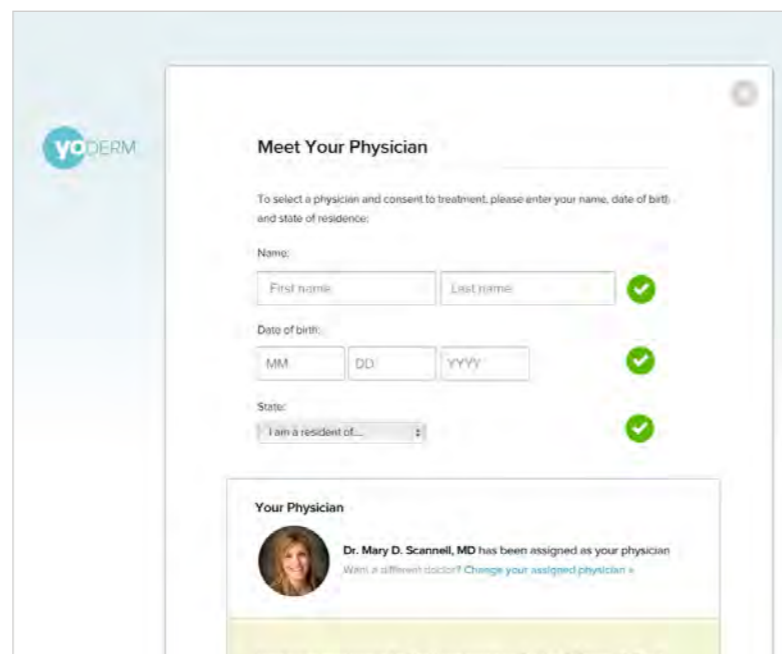 yoDERM
Meet Your Physician
To select a physician and consent to treatment, please enter your name, date of birth
and state of residence:
Name:
First name
Last name
Date of birth:
MM
DD
YYYY
State:
I am a resident of...
Your Physician
Dr. Mary D. Scannell, MD has been assigned as your physician
Want a different doctor? Change your assigned physician »